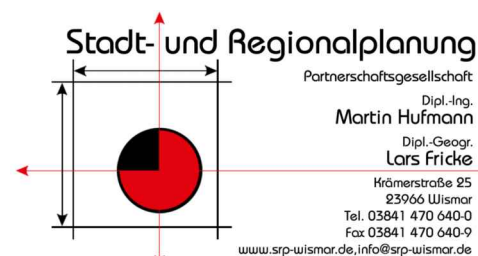 Stadt- und Regionalplanung
Partnerschaftsgesellschaft
Dipl.-Ing.
Martin Hufmann
Dipl.-Geogr.
Lars Fricke
Krämerstraße 25
23966 Wismar
Tel. 03841 470 640-0
Fax 03841 470 640-9
www.srp-wismar.de,info@srp-wismar.de